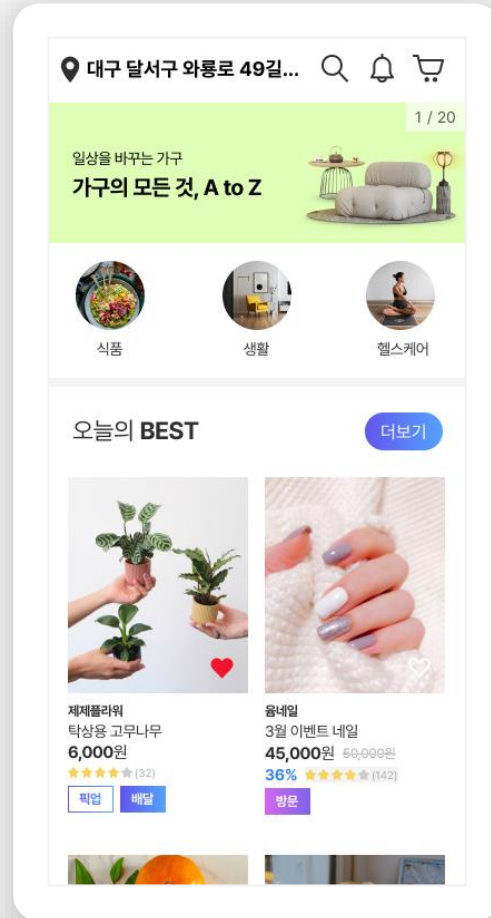 대구 달서구 와룡로 49길...
1 / 20
일상을 바꾸는 가구
가구의 모든 것, A to Z
식품 생활 헬스케어
오늘의 BEST 더보기
제제플라워
탁상용 고무나무
6,000원
(32)
픽업 배달
융네일
3월 이벤트 네일
45,000원 50,000원
36% (142)
방문